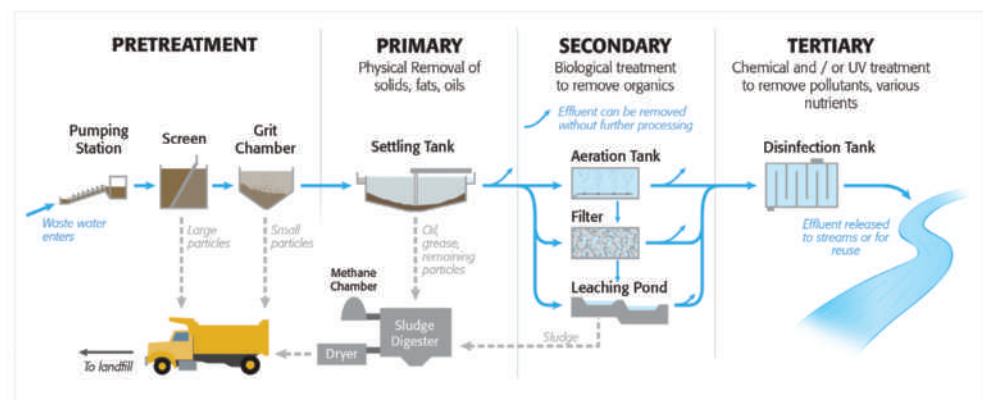 PRETREATMENT
PRIMARY
Physical Removal of
solids, fats, oils
SECONDARY
Biological treatment
to remove organics
TERTIARY
Chemical and / or UV treatment
to remove pollutants, various
nutrients
Effluent can be removed
without further processing
Pumping
Station
Screen
Grit
Chamber
Settling Tank
Aeration Tank
Disinfection Tank
Waste water
enters
Large
particles
Small
particles
Oil,
grease,
remaining
particles
Filter
Effluent released
to streams or for
reuse
Methane
Chamber
Leaching Pond
Sludge
Digester
Sludge
Dryer
To landfill